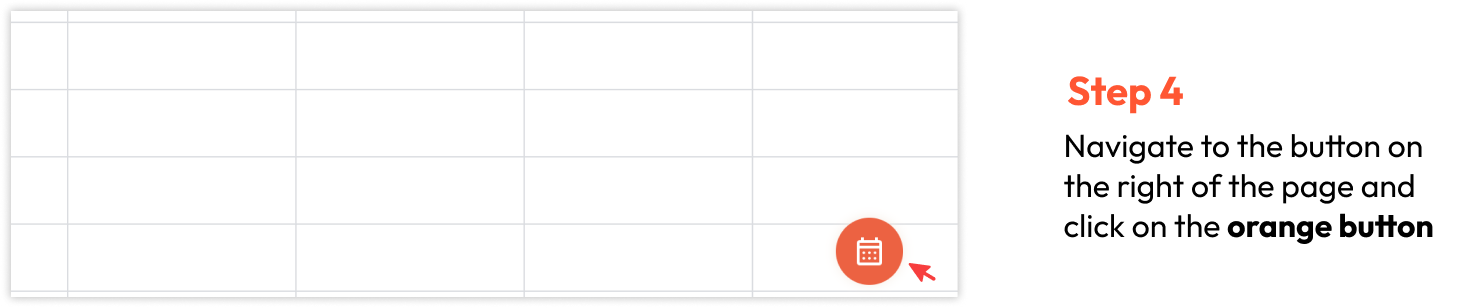 Step 4
Navigate to the button on
the right of the page and
click on the orange button